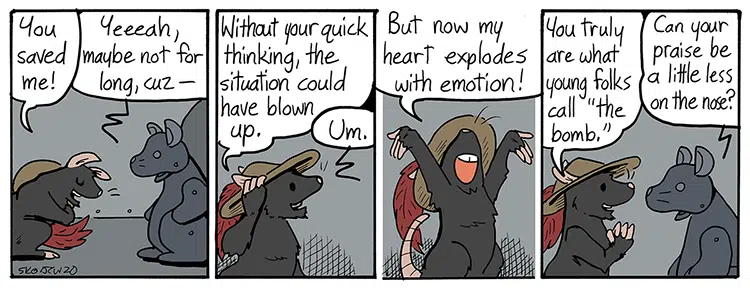 You
saved
me!
Yeeeah,
maybe not for
long, cuz—
Without your quick
thinking, the
situation could
have blown
up.
Um.
But now my
heart explodes
with emotion!
You truly
are what
young folks
call "the
bomb."
Can your
praise be
a little less
on the nose?